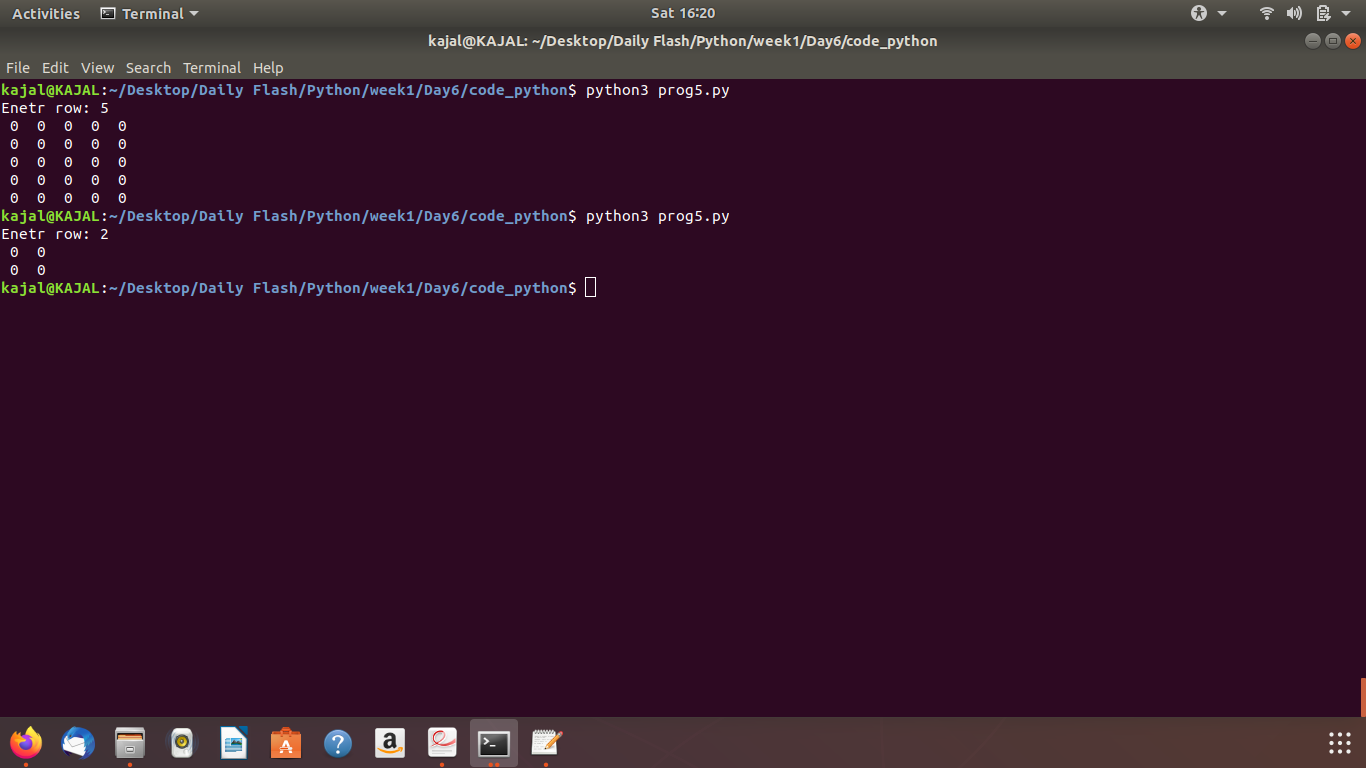 Activities Terminal Sat 16:20
kajal@KAJAL: ~/Desktop/Daily Flash/Python/week1/Day6/code_python
File Edit View Search Terminal Help
kajal@KAJAL:~/Desktop/Daily Flash/Python/week1/Day6/code_python$ python3 prog5.py
Enetr row: 5
0 0 0 0 0
0 0 0 0 0
0 0 0 0 0
0 0 0 0 0
0 0 0 0 0
kajal@KAJAL:~/Desktop/Daily Flash/Python/week1/Day6/code_python$ python3 prog5.py
Enetr row: 2
0 0
0 0
kajal@KAJAL:~/Desktop/Daily Flash/Python/week1/Day6/code_python$